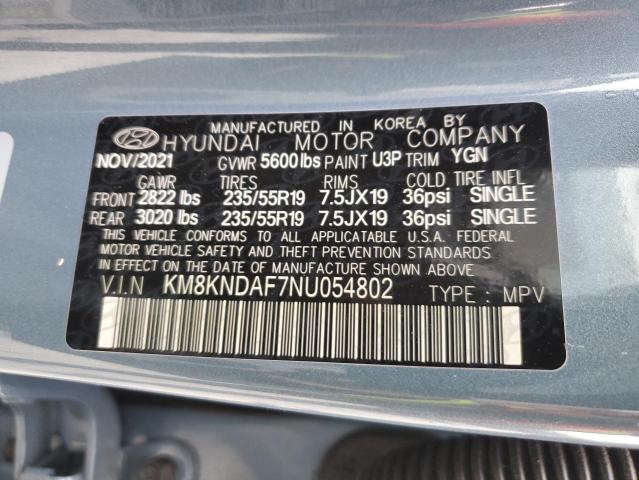 MANUFACTURED IN KOREA BY
HYUNDAI MOTOR COMPANY
NOV/2021 GVWR 5600 lbs PAINT U3P TRIM YGN
GAWR TIRES RIMS COLD TIRE INFL
FRONT 2822 lbs 235/55R19 7.5JX19 36psi SINGLE
REAR 3020 lbs 235/55R19 7.5JX19 36psi SINGLE
THIS VEHICLE CONFORMS TO ALL APPLICATABLE U.S.A. FEDERAL
MOTOR VEHICLE SAFETY AND THEFT PREVENTION STANDARDS
IN EFFECT ON THE DATE OF MANUFACTURE SHOWN ABOVE.
V.I.N KM8KNDAF7NU054802 TYPE : MPV